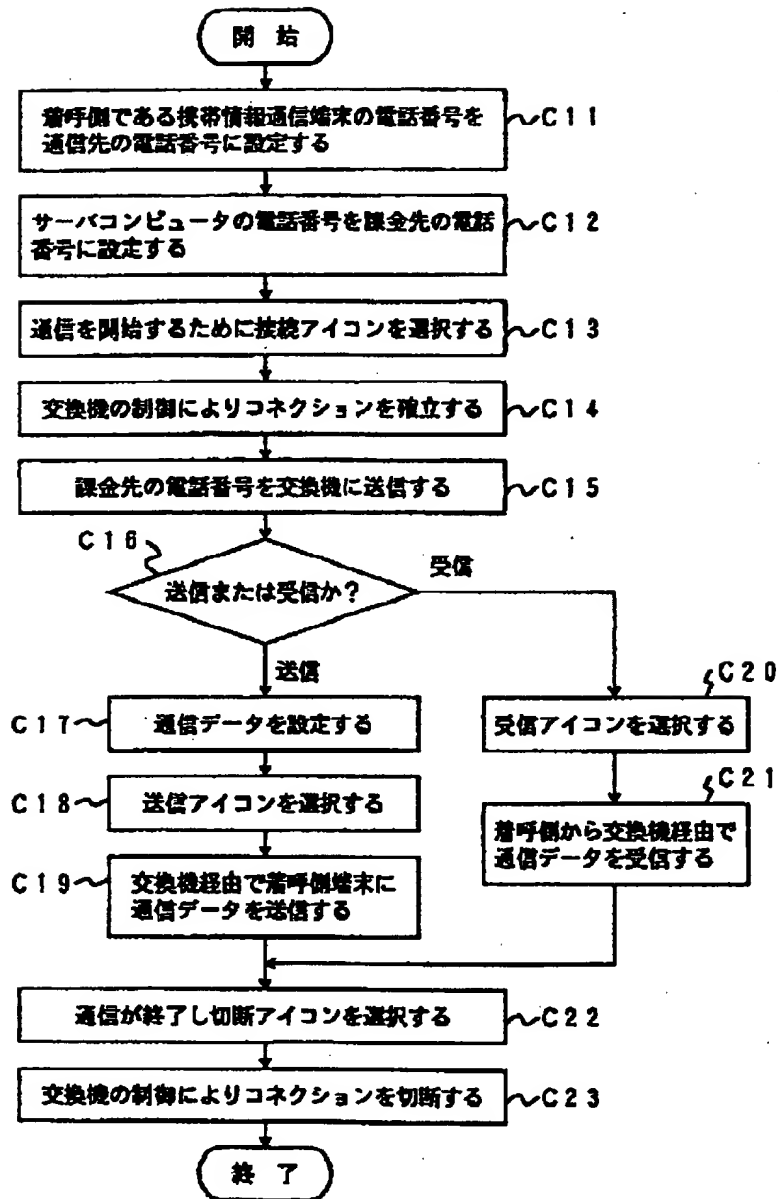 開 始
着呼側である携帯情報通信端末の電話番号を
通信先の電話番号に設定する
C11
サーバコンピュータの電話番号を課金先の電話
番号に設定する
C12
通信を開始するために接続アイコンを選択する
C13
交換機の制御によりコネクションを確立する
C14
課金先の電話番号を交換機に送信する
C15
C16
送信または受信か?
受信
送信
C17
通信データを設定する
C18
送信アイコンを選択する
C19
交換機経由で着呼側端末に
通信データを送信する
C20
受信アイコンを選択する
C21
着呼側から交換機経由で
通信データを受信する
通信が終了し切断アイコンを選択する
C22
交換機の制御によりコネクションを切断する
C23
終 了